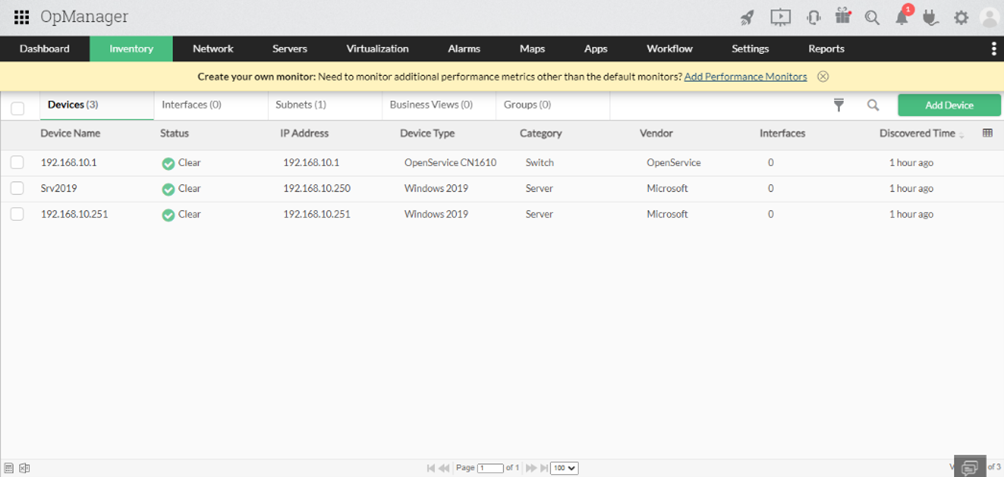 OpManager
1
Dashboard Inventory Network Servers Virtualization Alarms Maps Apps Workflow Settings Reports
Create your own monitor: Need to monitor additional performance metrics other than the default monitors? Add Performance Monitors
Devices (3) Interfaces (0) Subnets (1) Business Views (0) Groups (0) Add Device
Device Name Status IP Address Device Type Category Vendor Interfaces Discovered Time
192.168.10.1 Clear 192.168.10.1 OpenService CN1610 Switch OpenService 0 1 hour ago
Srv2019 Clear 192.168.10.250 Windows 2019 Server Microsoft 0 1 hour ago
192.168.10.251 Clear 192.168.10.251 Windows 2019 Server Microsoft 0 1 hour ago
Page 1 of 1 100 of 3